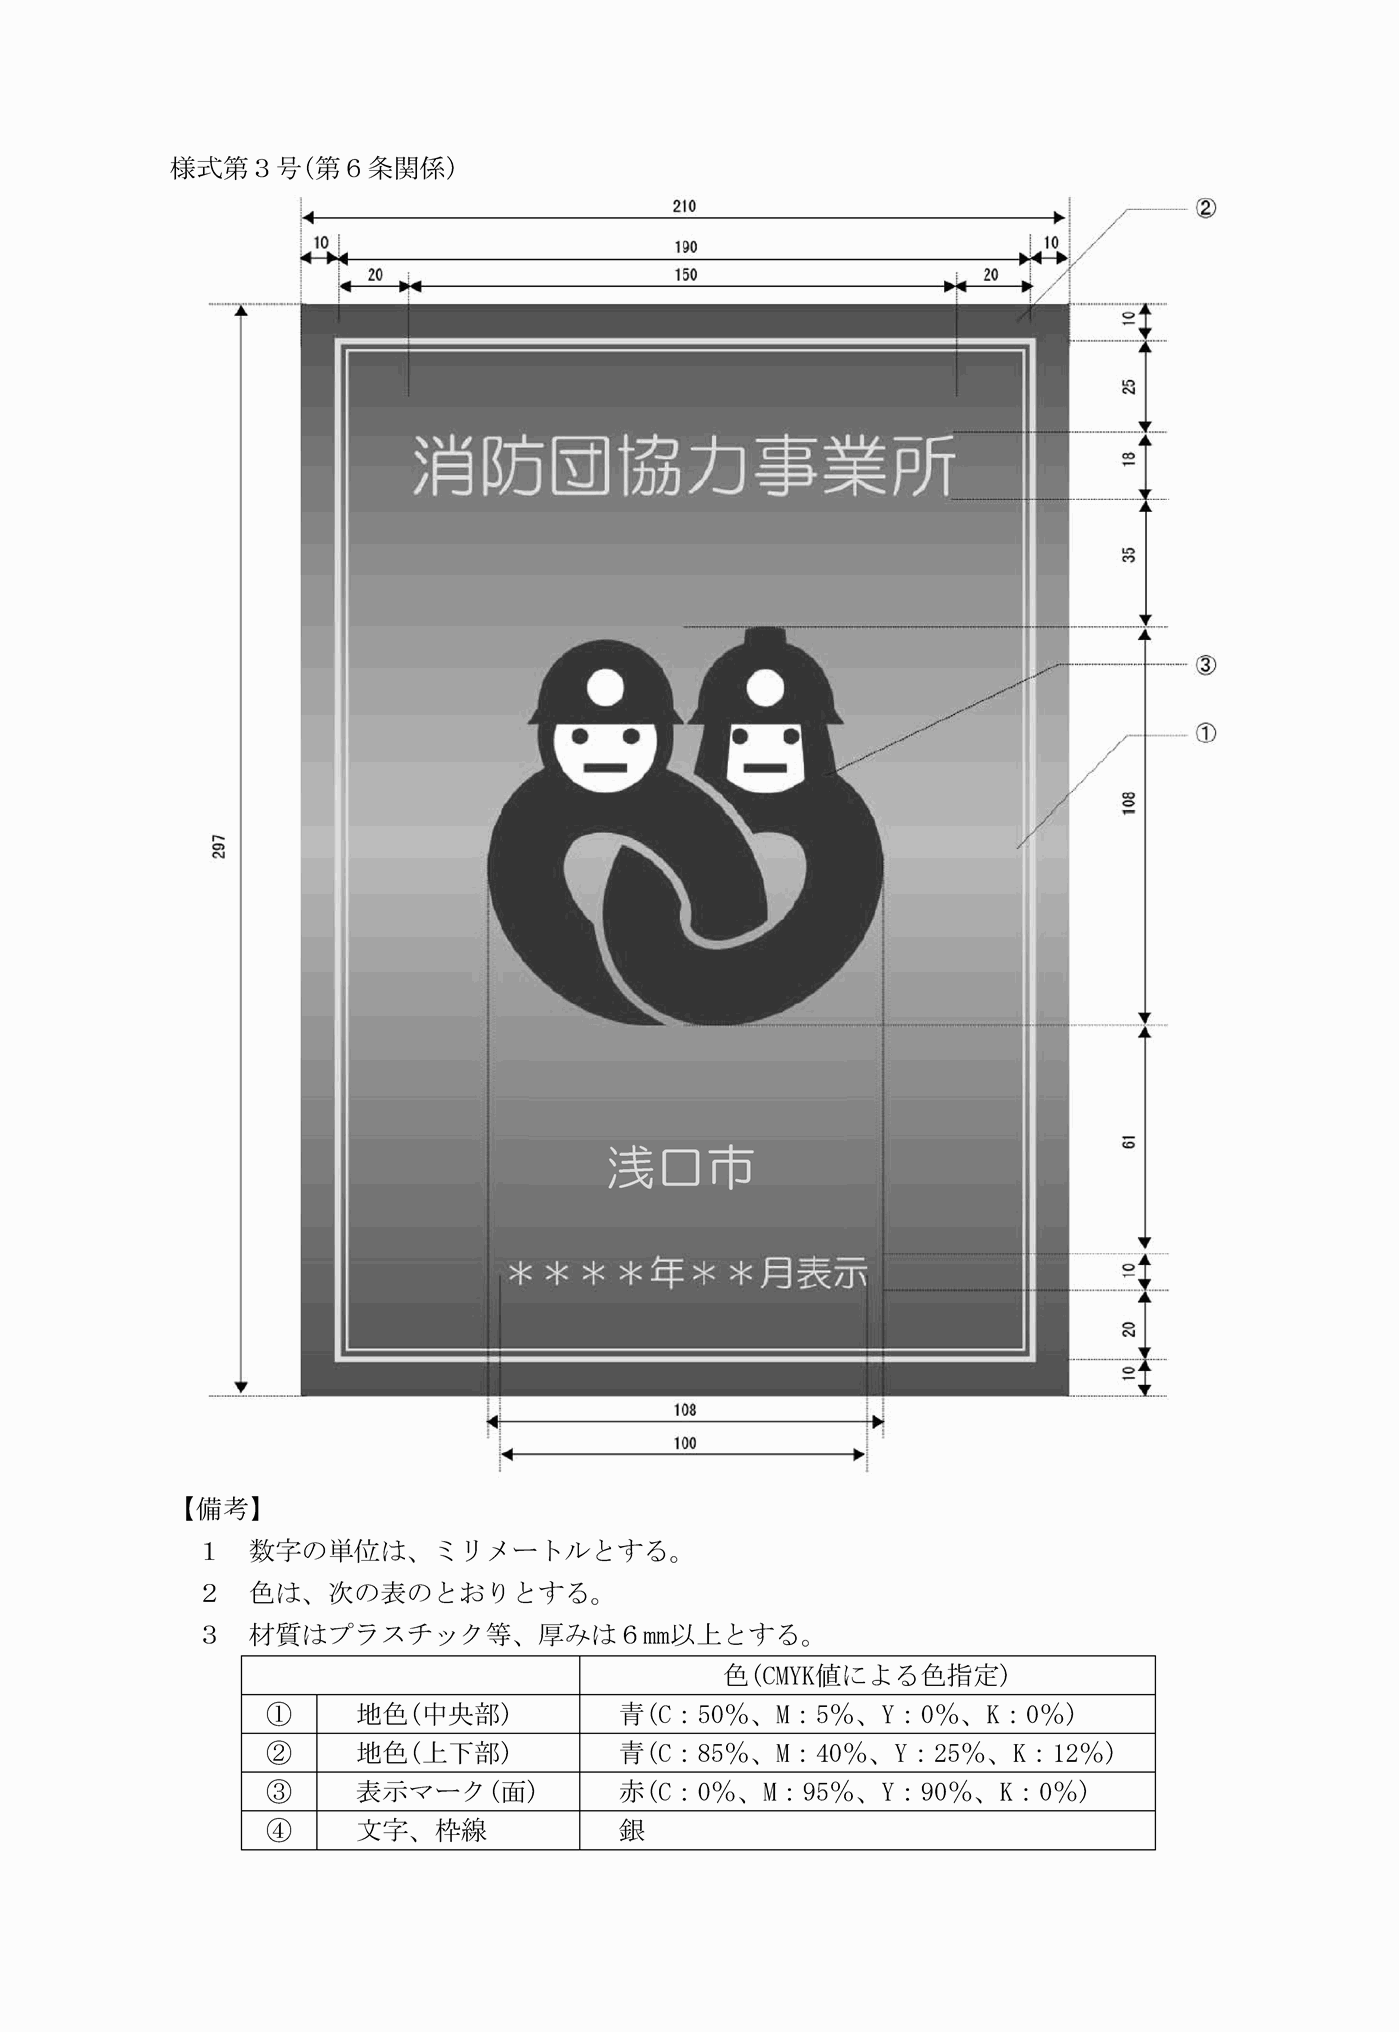 様式第３号(第６条関係)
210
②
10
190
10
20
150
20
10
25
消防団協力事業所
18
35
③
①
108
297
61
浅口市
＊＊＊＊年＊＊月表示
10
20
10
108
100
【備考】
１　数字の単位は、ミリメートルとする。
２　色は、次の表のとおりとする。
３　材質はプラスチック等、厚みは６㎜以上とする。
色(CMYK値による色指定)
①　地色(中央部)　青(C：50％、M：5％、Y：0％、K：0％)
②　地色(上下部)　青(C：85％、M：40％、Y：25％、K：12％)
③　表示マーク(面)　赤(C：0％、M：95％、Y：90％、K：0％)
④　文字、枠線　銀